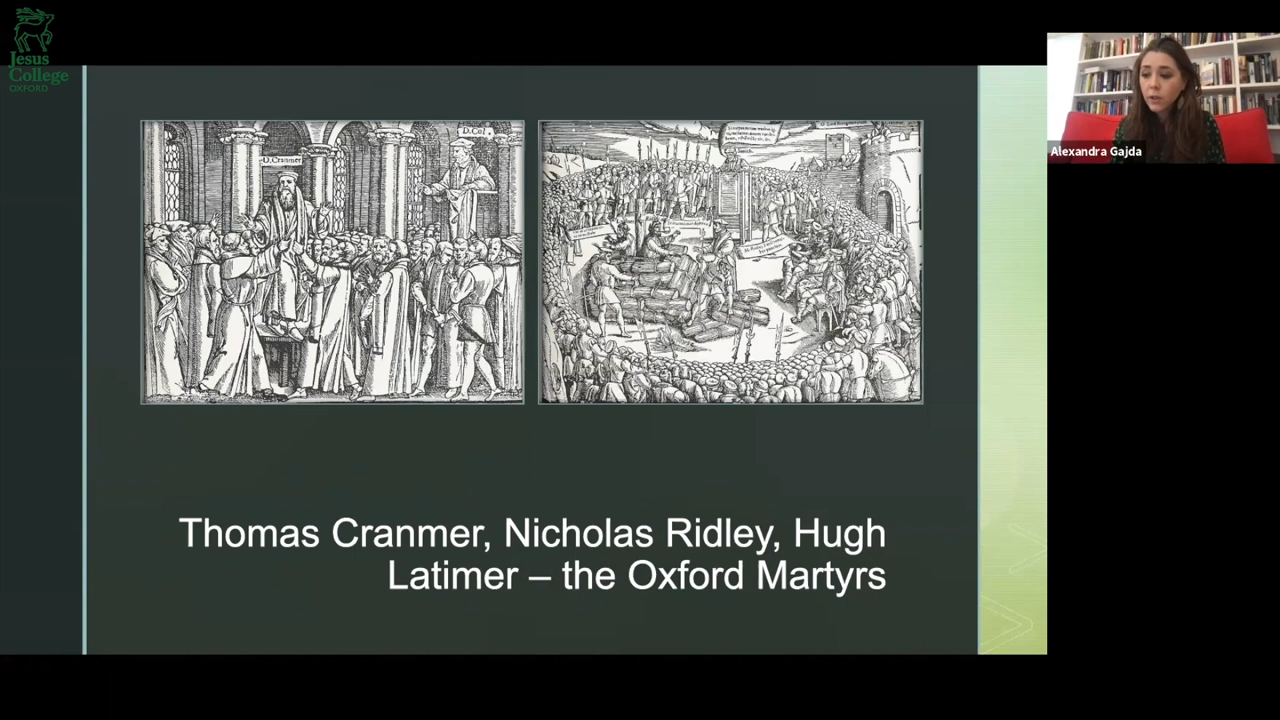 Jesus
College
OXFORD
D. Cranmer
D. Col.
Alexandra Gajda
Thomas Cranmer, Nicholas Ridley, Hugh
Latimer – the Oxford Martyrs